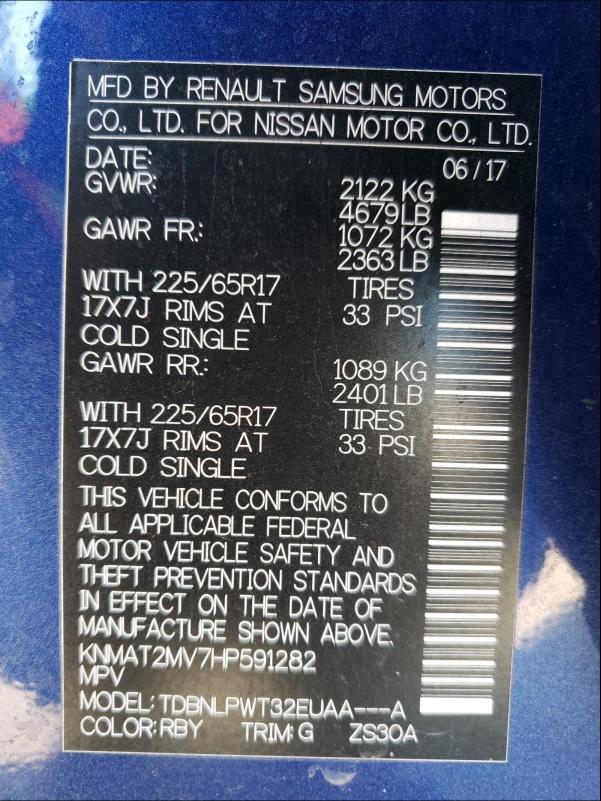 MFD BY RENAULT SAMSUNG MOTORS
CO., LTD. FOR NISSAN MOTOR CO., LTD.
DATE: 06/17
GVWR: 2122 KG
4679 LB
GAWR FR.: 1072 KG
2363 LB
WITH 225/65R17 TIRES
17X7J RIMS AT 33 PSI
COLD SINGLE
GAWR RR.: 1089 KG
2401 LB
WITH 225/65R17 TIRES
17X7J RIMS AT 33 PSI
COLD SINGLE
THIS VEHICLE CONFORMS TO
ALL APPLICABLE FEDERAL
MOTOR VEHICLE SAFETY AND
THEFT PREVENTION STANDARDS
IN EFFECT ON THE DATE OF
MANUFACTURE SHOWN ABOVE.
KNMAT2MV7HP591282
MPV
MODEL: TDBNLPWT32EUAA---A
COLOR: RBY TRIM: G ZS30A